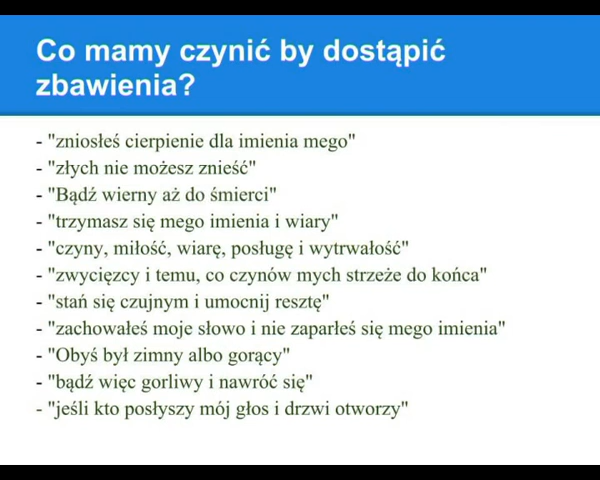 Co mamy czynić by dostąpić
zbawienia?
- "zniosłeś cierpienie dla imienia mego"
- "złych nie możesz znieść"
- "Bądź wierny aż do śmierci"
- "trzymasz się mego imienia i wiary"
- "czyny, miłość, wiarę, posługę i wytrwałość"
- "zwycięzcy i temu, co czynów mych strzeże do końca"
- "stań się czujnym i umocnij resztę"
- "zachowałeś moje słowo i nie zaparłeś się mego imienia"
- "Obyś był zimny albo gorący"
- "bądź więc gorliwy i nawróć się"
- "jeśli kto posłyszy mój głos i drzwi otworzy"